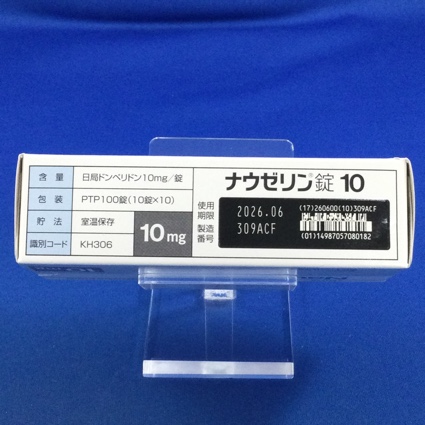 含量 日局ドンペリドン10mg/錠
包装 PTP100錠(10錠×10)
貯法 室温保存
識別コード KH306
10mg
ナウゼリン®錠10
使用期限 2026.06
製造番号 309ACF
(17)260600(10)309ACF
(01)14987057080182